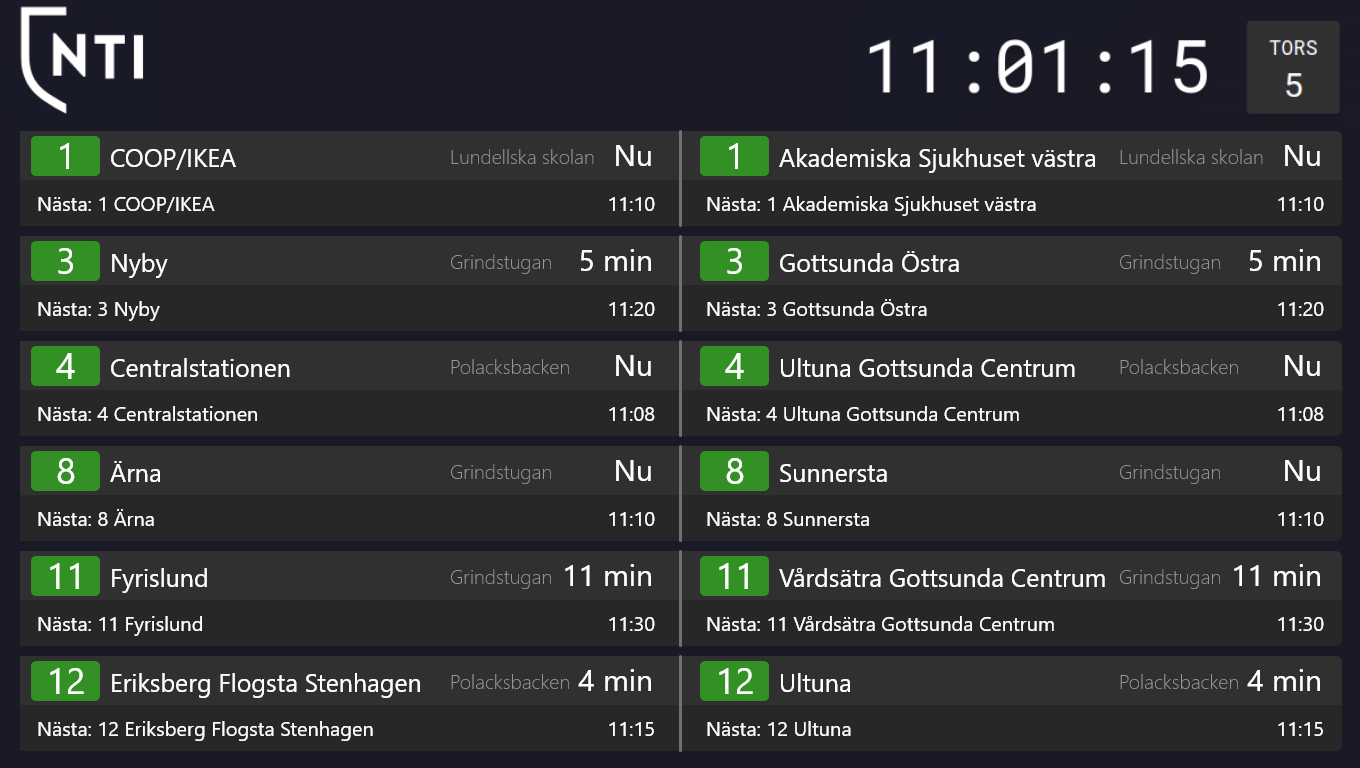 NTI
11:01:15
TORS
5
1 COOP/IKEA Lundellska skolan Nu
Nästa: 1 COOP/IKEA 11:10
1 Akademiska Sjukhuset västra Lundellska skolan Nu
Nästa: 1 Akademiska Sjukhuset västra 11:10
3 Nyby Grindstugan 5 min
Nästa: 3 Nyby 11:20
3 Gottsunda Östra Grindstugan 5 min
Nästa: 3 Gottsunda Östra 11:20
4 Centralstationen Polacksbacken Nu
Nästa: 4 Centralstationen 11:08
4 Ultuna Gottsunda Centrum Polacksbacken Nu
Nästa: 4 Ultuna Gottsunda Centrum 11:08
8 Ärna Grindstugan Nu
Nästa: 8 Ärna 11:10
8 Sunnersta Grindstugan Nu
Nästa: 8 Sunnersta 11:10
11 Fyrislund Grindstugan 11 min
Nästa: 11 Fyrislund 11:30
11 Vårdsätra Gottsunda Centrum Grindstugan 11 min
Nästa: 11 Vårdsätra Gottsunda Centrum 11:30
12 Eriksberg Flogsta Stenhagen Polacksbacken 4 min
Nästa: 12 Eriksberg Flogsta Stenhagen 11:15
12 Ultuna Polacksbacken 4 min
Nästa: 12 Ultuna 11:15